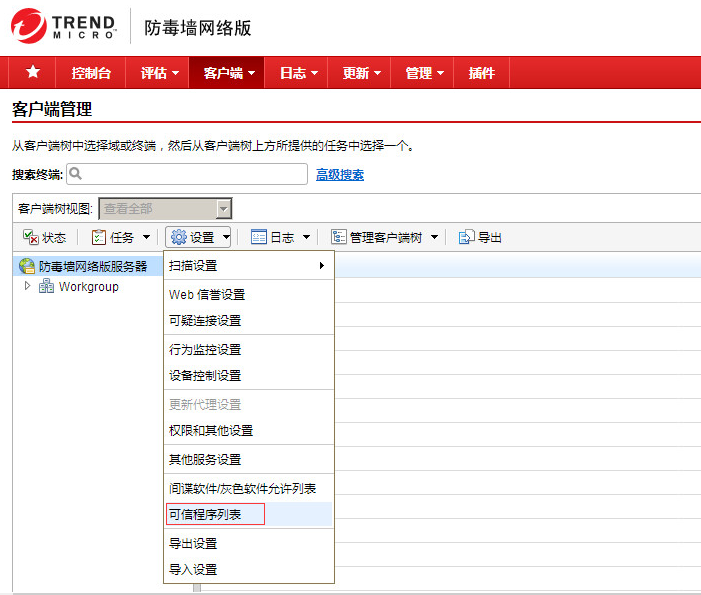 TREND MICRO 防毒墙网络版
控制台 评估 客户端 日志 更新 管理 插件
客户端管理
从客户端树中选择域或终端，然后从客户端树上方所提供的任务中选择一个。
搜索终端: 高级搜索
客户端树视图: 查看全部
状态 任务 设置 日志 管理客户端树 导出
防毒墙网络版服务器
Workgroup
扫描设置
Web 信誉设置
可疑连接设置
行为监控设置
设备控制设置
更新代理设置
权限和其他设置
其他服务设置
间谍软件/灰色软件允许列表
可信程序列表
导出设置
导入设置